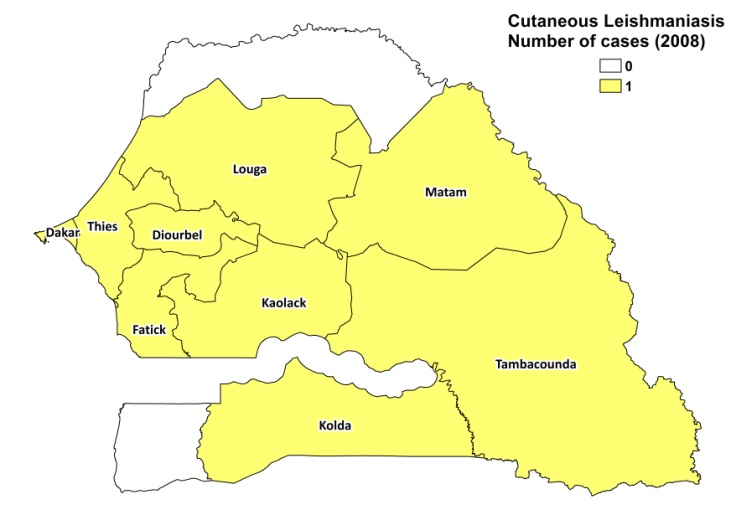 Cutaneous Leishmaniasis
Number of cases (2008)
0
1
Louga
Matam
Dakar
Thies
Diourbel
Kaolack
Fatick
Tambacounda
Kolda